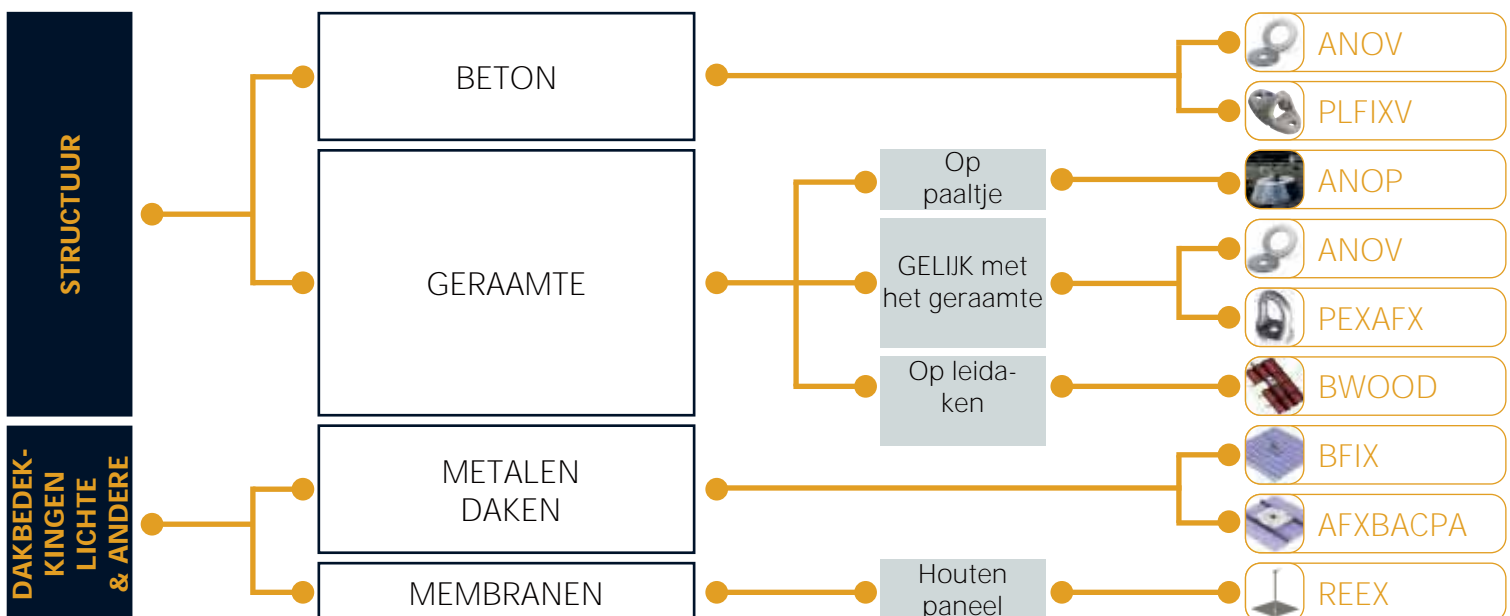 STRUCTUUR
BETON
ANOV
PLFIXV
GERAAMTE
Op
paaltje
ANOP
GELIJK met
het geraamte
ANOV
PEXAFX
Op leida-
ken
BWOOD
DAKBEDEK-
KINGEN
LICHTE
& ANDERE
METALEN
DAKEN
BFIX
AFXBACPA
MEMBRANEN
Houten
paneel
REEX